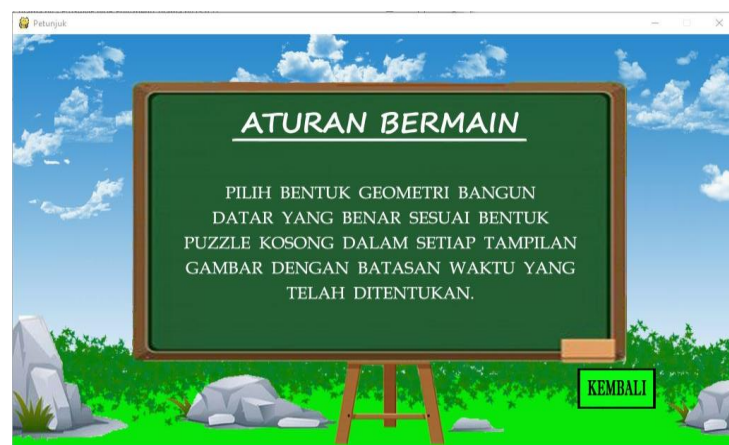 Petunjuk
ATURAN BERMAIN
PILIH BENTUK GEOMETRI BANGUN
DATAR YANG BENAR SESUAI BENTUK
PUZZLE KOSONG DALAM SETIAP TAMPILAN
GAMBAR DENGAN BATASAN WAKTU YANG
TELAH DITENTUKAN.
KEMBALI